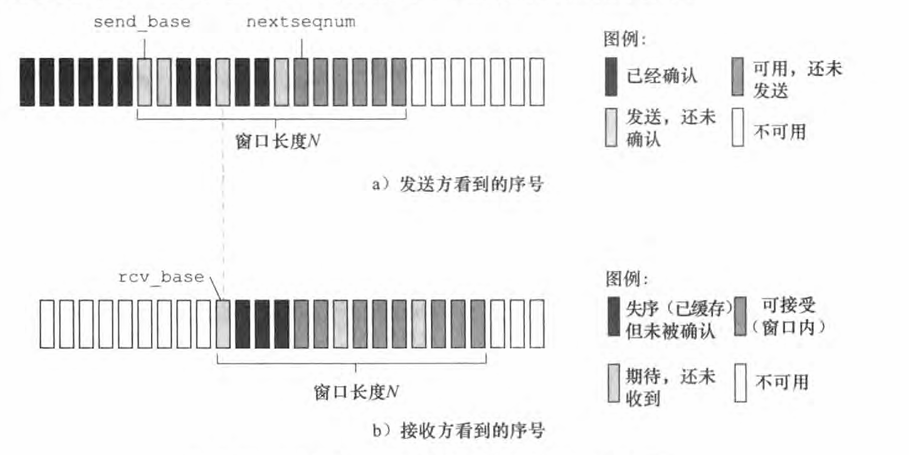 send_base nextseqnum
图例:
已经确认
可用，还未
发送
发送，还未
确认
不可用
窗口长度N
a）发送方看到的序号
rcv_base
图例:
失序（已缓存）
但未被确认
可接受
（窗口内）
期待，还未
收到
不可用
窗口长度N
b）接收方看到的序号